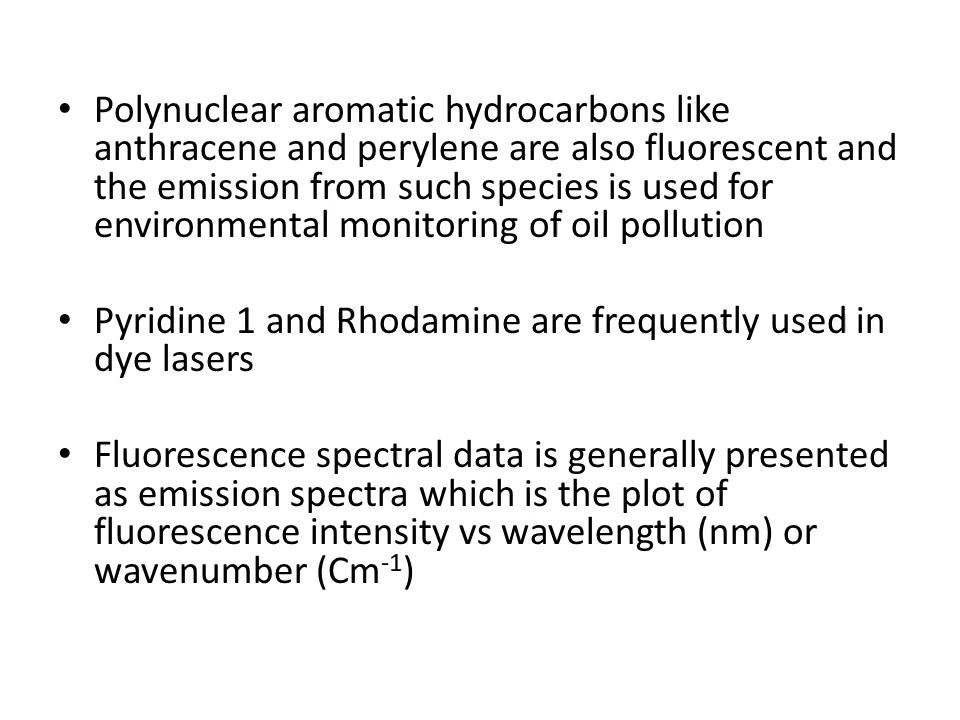 • Polynuclear aromatic hydrocarbons like
anthracene and perylene are also fluorescent and
the emission from such species is used for
environmental monitoring of oil pollution
• Pyridine 1 and Rhodamine are frequently used in
dye lasers
• Fluorescence spectral data is generally presented
as emission spectra which is the plot of
fluorescence intensity vs wavelength (nm) or
wavenumber (Cm⁻¹)